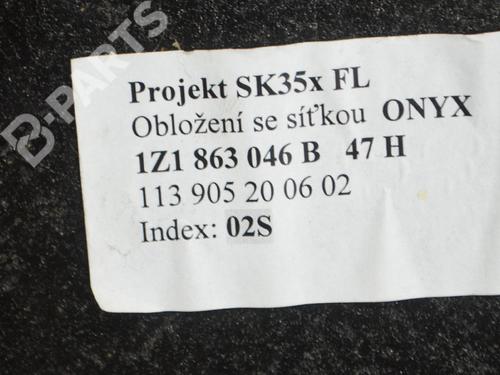 B-PARTS
Projekt SK35x FL
Obložení se síťkou ONYX
1Z1 863 046 B 47 H
113 905 20 06 02
Index: 02S